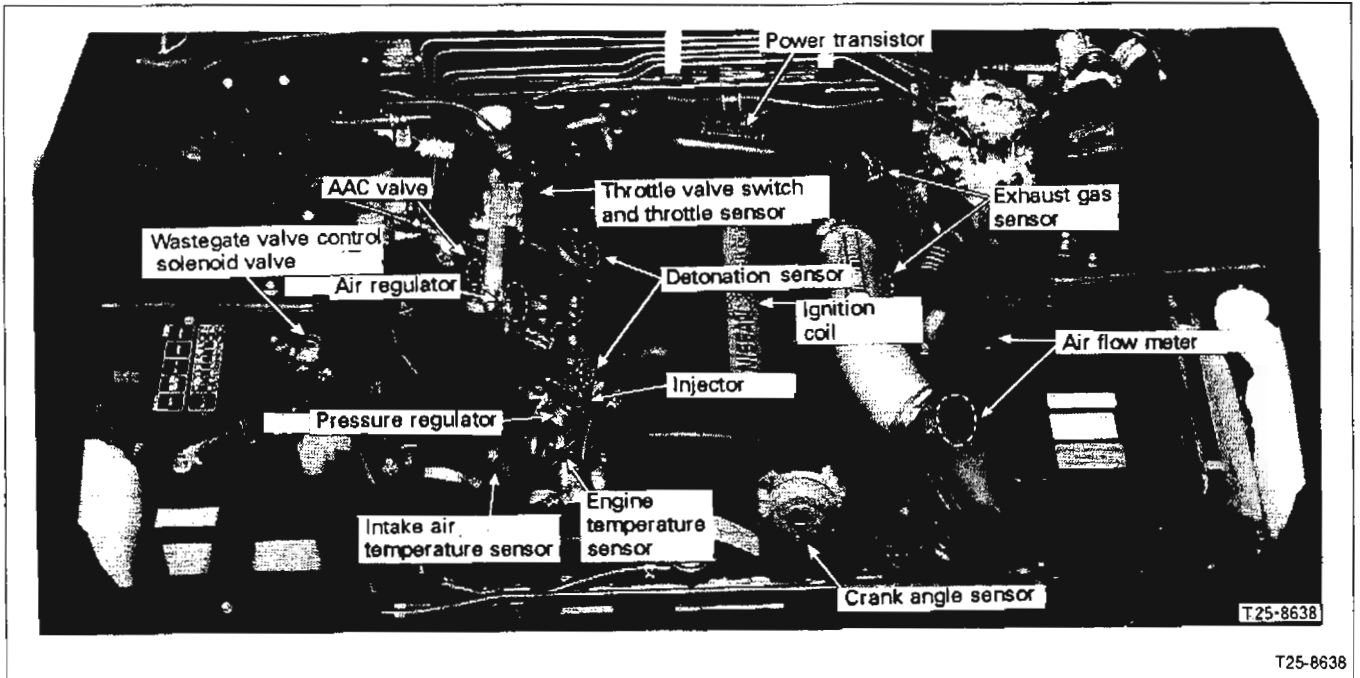 Power transistor
AAC valve
Throttle valve switch
and throttle sensor
Exhaust gas
sensor
Wastegate valve control
solenoid valve
Air regulator
Detonation sensor
Ignition
coil
Air flow meter
Injector
Pressure regulator
Intake air
temperature sensor
Engine
temperature
sensor
Crank angle sensor
T25-8638
T25-8638